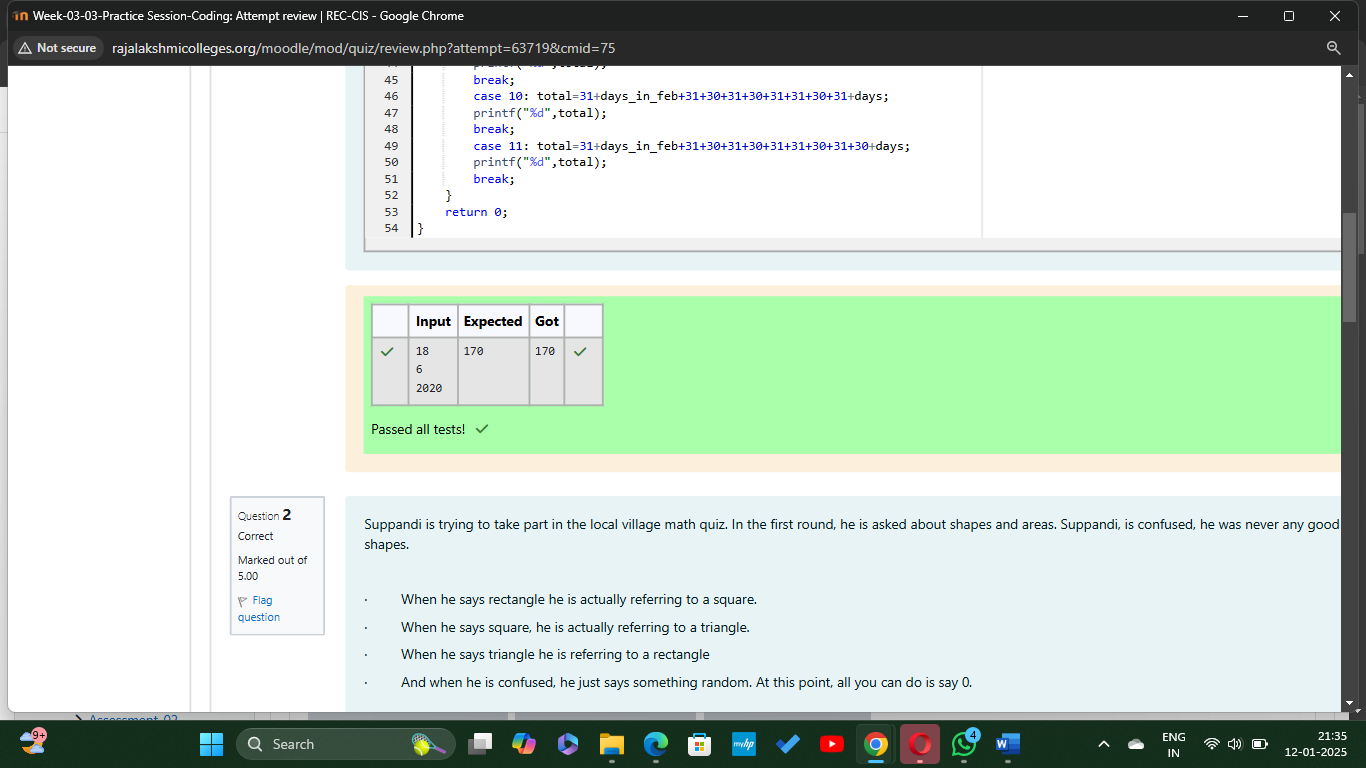 Week-03-03-Practice Session-Coding: Attempt review | REC-CIS - Google Chrome
Not secure rajalakshmicolleges.org/moodle/mod/quiz/review.php?attempt=63719&cmid=75
45 break;
46 case 10: total=31+days_in_feb+31+30+31+30+31+31+30+31+days;
47 printf("%d",total);
48 break;
49 case 11: total=31+days_in_feb+31+30+31+30+31+31+30+31+30+days;
50 printf("%d",total);
51 break;
52 }
53 return 0;
54 }
Input Expected Got
18 170 170
6
2020
Passed all tests!
Question 2
Correct
Marked out of
5.00
Flag
question
Suppandi is trying to take part in the local village math quiz. In the first round, he is asked about shapes and areas. Suppandi, is confused, he was never any good
shapes.
· When he says rectangle he is actually referring to a square.
· When he says square, he is actually referring to a triangle.
· When he says triangle he is referring to a rectangle
· And when he is confused, he just says something random. At this point, all you can do is say 0.
Assessment-02
9+
Search
myhp
4
W
ENG
IN
21:35
12-01-2025